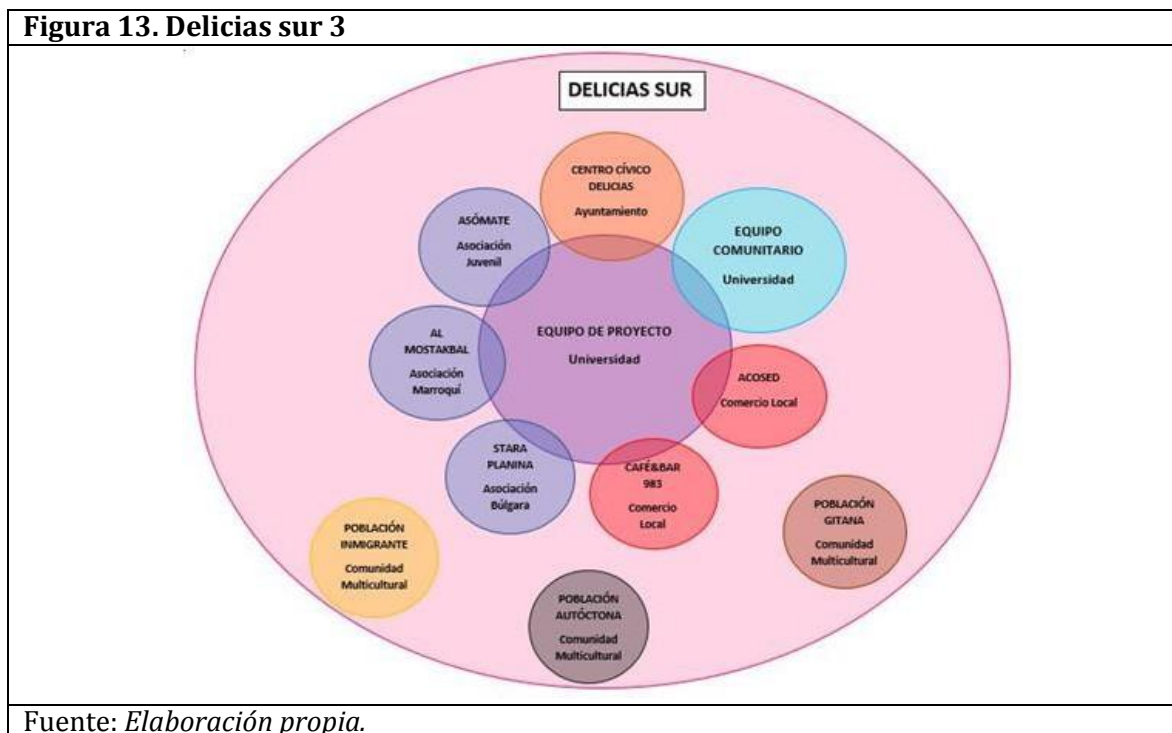 Figura 13. Delicias sur 3
DELICIAS SUR
CENTRO CÍVICO
DELICIAS
Ayuntamiento
ASÓMATE
Asociación
Juvenil
EQUIPO
COMUNITARIO
Universidad
EQUIPO DE PROYECTO
Universidad
AL
MOSTAKBAL
Asociación
Marroquí
ACOSED
Comercio Local
STARA
PLANINA
Asociación
Búlgara
CAFÉ&BAR
983
Comercio
Local
POBLACIÓN
INMIGRANTE
Comunidad
Multicultural
POBLACIÓN
GITANA
Comunidad
Multicultural
POBLACIÓN
AUTÓCTONA
Comunidad
Multicultural
Fuente: Elaboración propia.